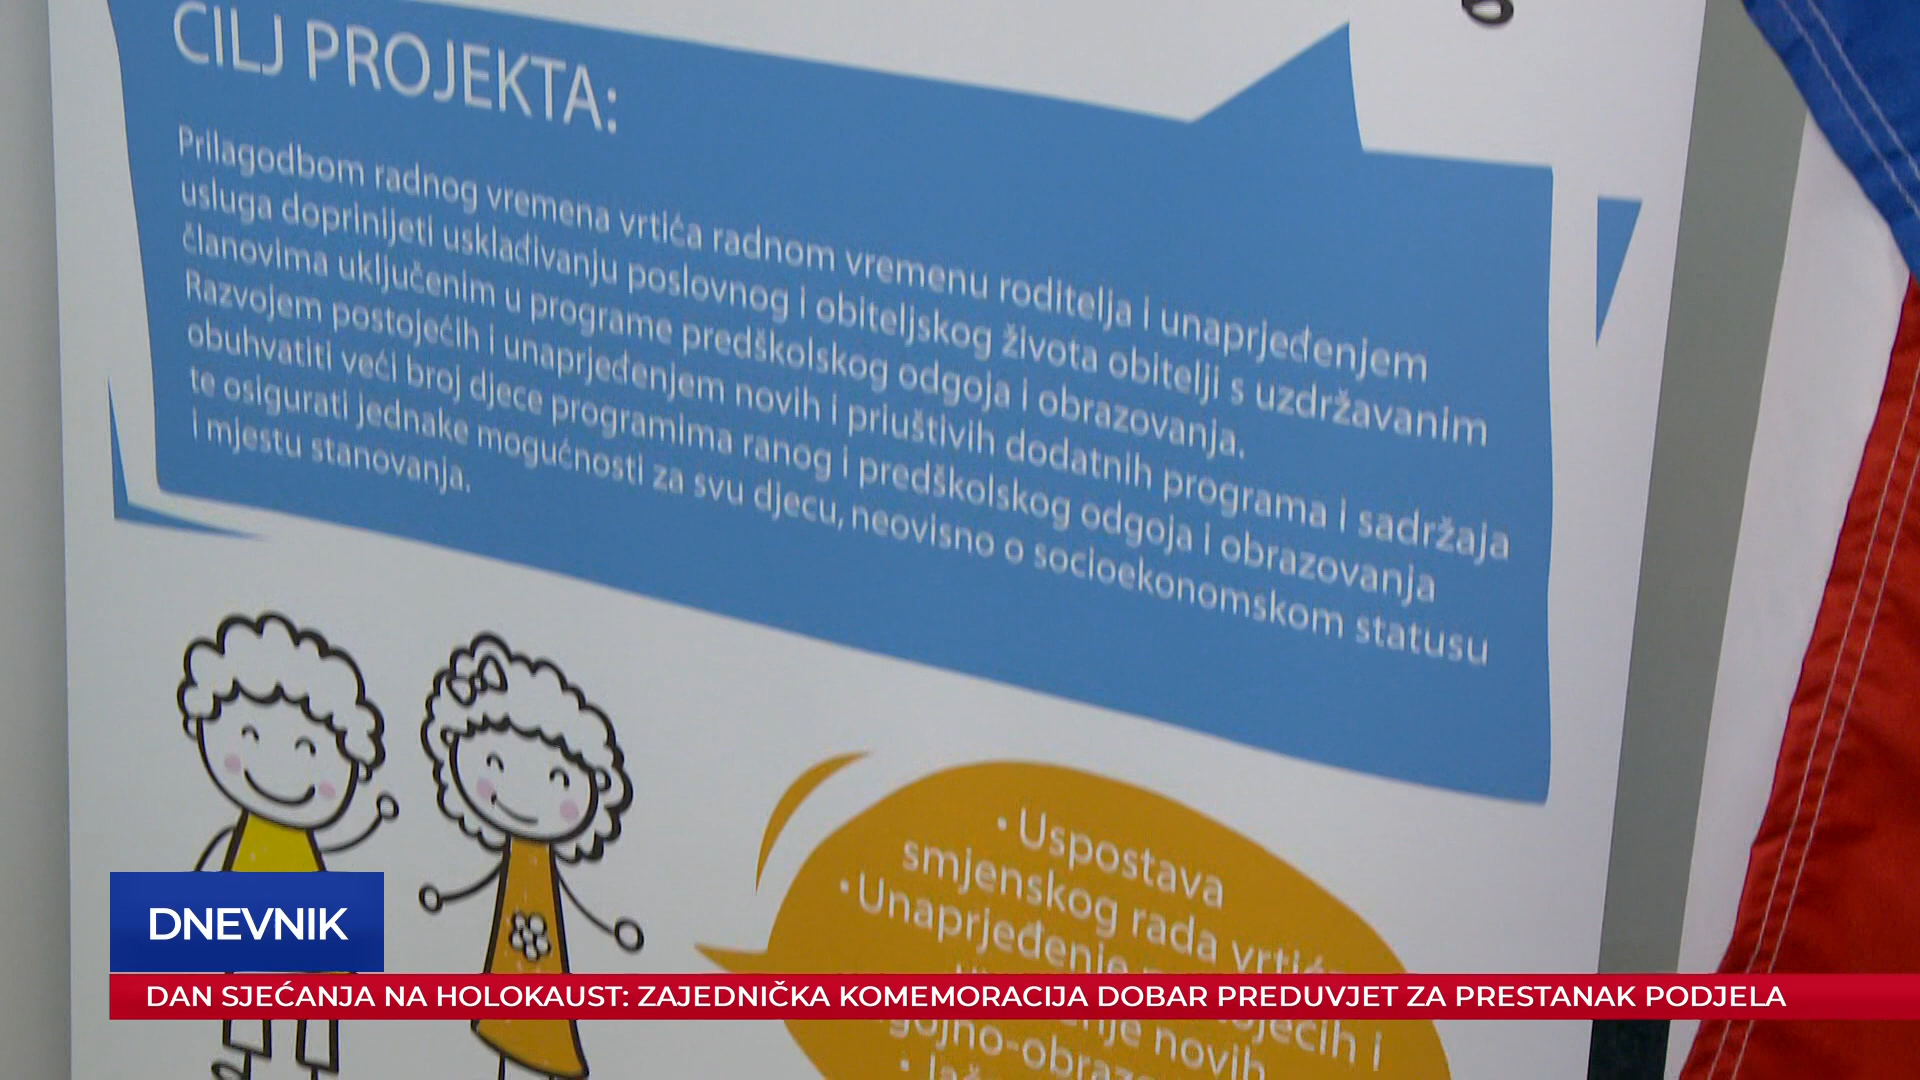 CILJ PROJEKTA:
Prilagodbom radnog vremena vrtića radnom vremenu roditelja i unaprjeđenjem
usluga doprinijeti usklađivanju poslovnog i obiteljskog života obitelji s uzdržavanim
članovima uključenim u programe predškolskog odgoja i obrazovanja.
Razvojem postojećih i unaprjeđenjem novih i priuštivih dodatnih programa i sadržaja
obuhvatiti veći broj djece programima ranog i predškolskog odgoja i obrazovanja
te osigurati jednake mogućnosti za svu djecu, neovisno o socioekonomskom statusu
i mjestu stanovanja.
• Uspostava
smjenskog rada
• Unaprjeđenje
novih
DNEVNIK
DAN SJEĆANJA NA HOLOKAUST: ZAJEDNIČKA KOMEMORACIJA DOBAR PREDUVJET ZA PRESTANAK PODJELA